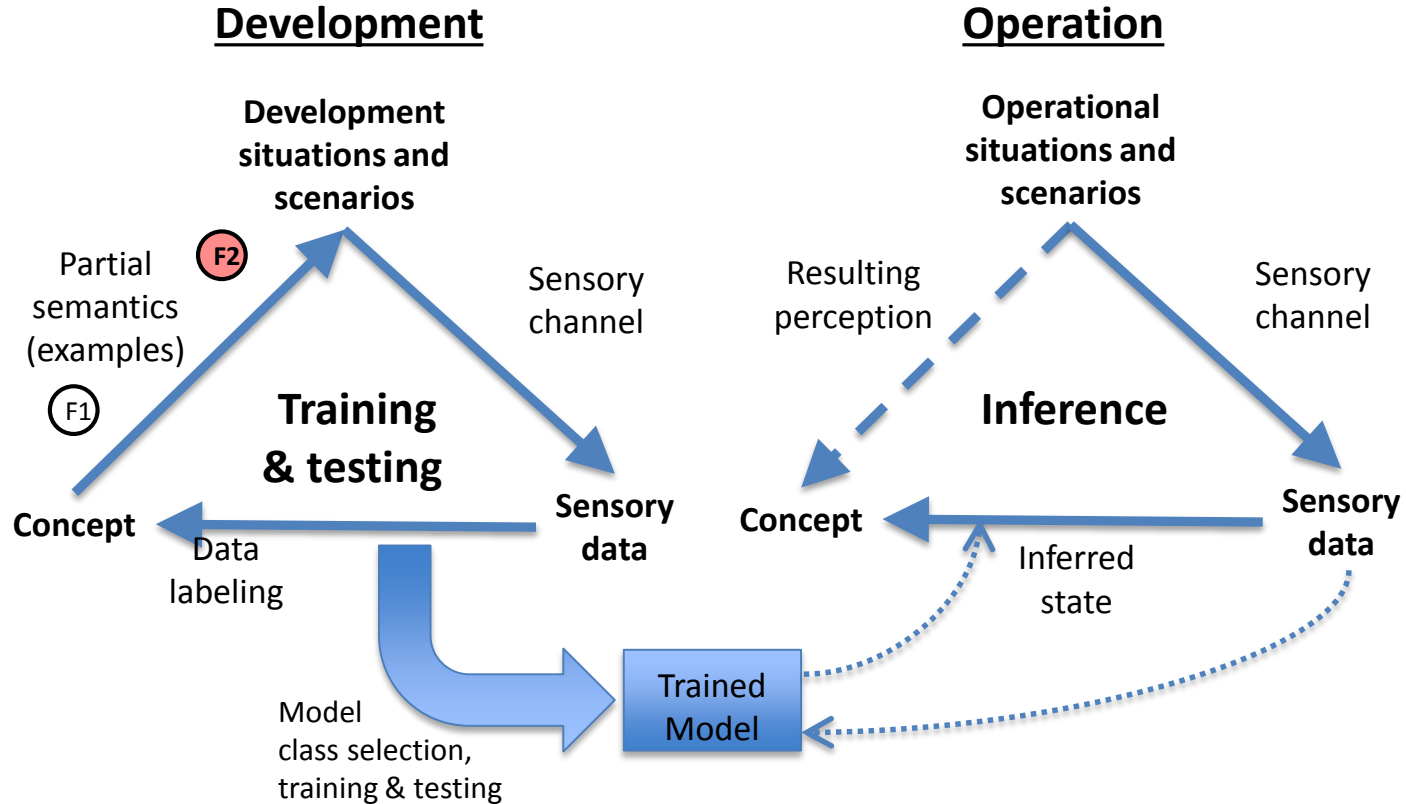 Development
Operation
Development
situations and
scenarios
Operational
situations and
scenarios
F2
Partial
semantics
(examples)
F1
Sensory
channel
Resulting
perception
Sensory
channel
Training
& testing
Inference
Concept
Sensory
data
Data
labeling
Concept
Sensory
data
Inferred
state
Trained
Model
Model
class selection,
training & testing